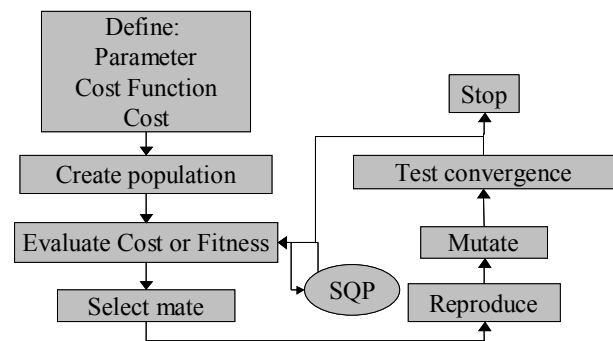 Define:
Parameter
Cost Function
Cost
Create population
Evaluate Cost or Fitness
Select mate
SQP
Stop
Test convergence
Mutate
Reproduce